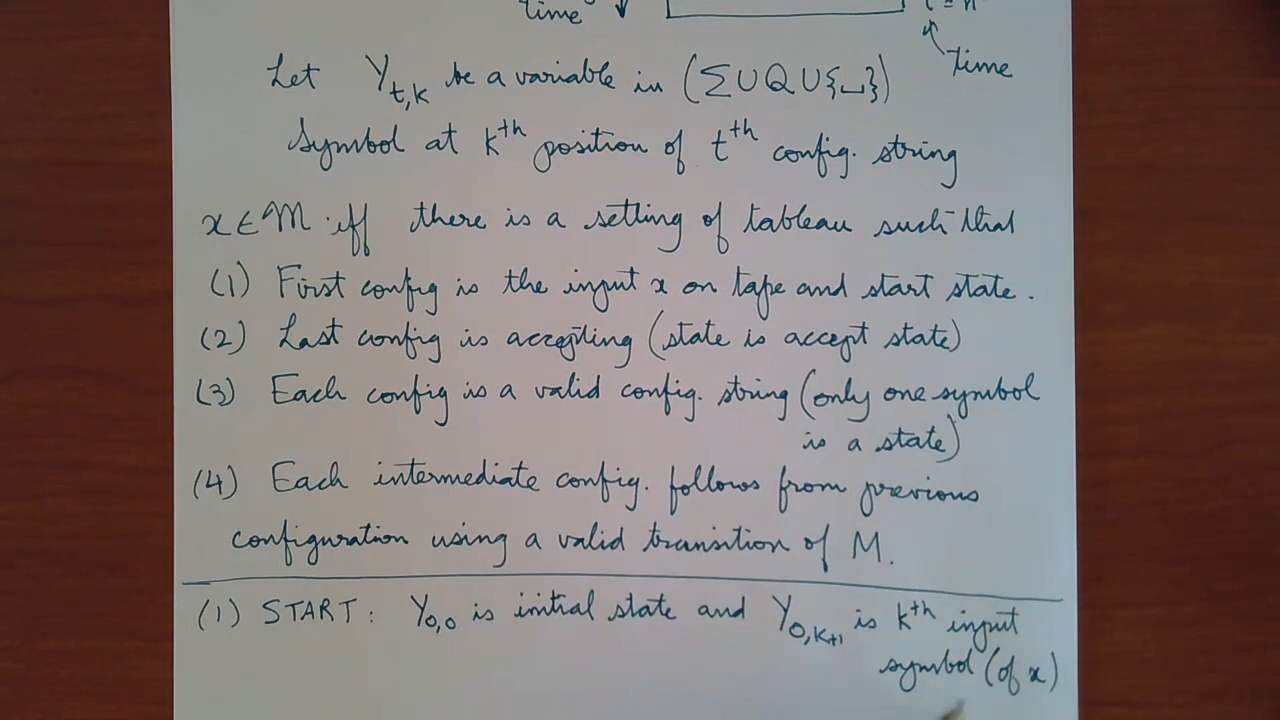 time ↓
time
Let Y_{t,k} be a variable in (Σ∪Q∪{␣})
Symbol at k^{th} position of t^{th} config. string
x ∈ M iff there is a setting of tableau such that
(1) First config is the input x on tape and start state.
(2) Last config is accepting (state is accept state)
(3) Each config is a valid config. string (only one symbol
is a state)
(4) Each intermediate config. follows from previous
configuration using a valid transition of M.
(1) START: Y_{0,0} is initial state and Y_{0,k+1} is k^{th} input
symbol (of x)